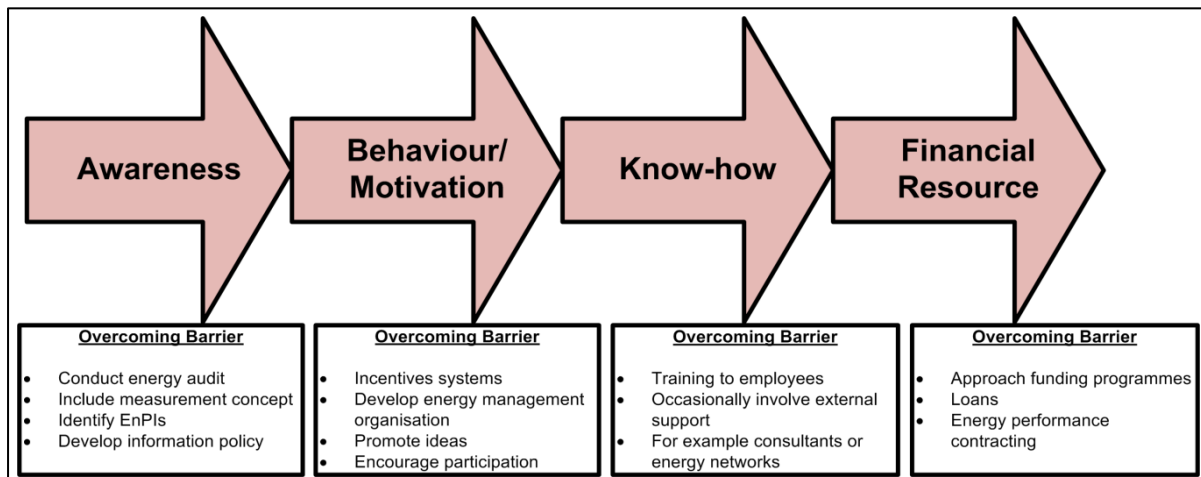 Awareness
Behaviour/
Motivation
Know-how
Financial
Resource
Overcoming Barrier
• Conduct energy audit
• Include measurement concept
• Identify EnPIs
• Develop information policy
Overcoming Barrier
• Incentives systems
• Develop energy management
organisation
• Promote ideas
• Encourage participation
Overcoming Barrier
• Training to employees
• Occasionally involve external
support
• For example consultants or
energy networks
Overcoming Barrier
• Approach funding programmes
• Loans
• Energy performance
contracting